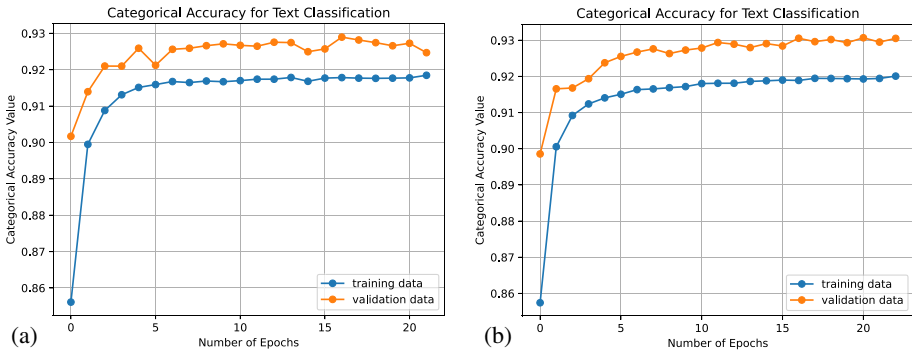 Categorical Accuracy for Text Classification
0.93
0.92
0.91
0.90
0.89
0.88
0.87
0.86
Categorical Accuracy Value
0
5
10
15
20
Number of Epochs
training data
validation data
(a)
Categorical Accuracy for Text Classification
0.93
0.92
0.91
0.90
0.89
0.88
0.87
0.86
Categorical Accuracy Value
0
5
10
15
20
Number of Epochs
training data
validation data
(b)